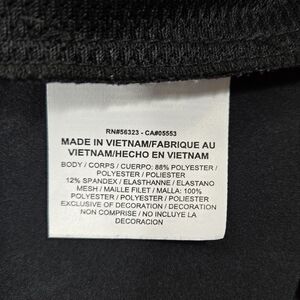 RN#56323 - CA#05553
MADE IN VIETNAM/FABRIQUE AU
VIETNAM/HECHO EN VIETNAM
BODY / CORPS / CUERPO: 88% POLYESTER /
POLYESTER / POLIESTER
12% SPANDEX / ELASTHANNE / ELASTANO
MESH / MAILLE FILET / MALLA: 100%
POLYESTER / POLYESTER / POLIESTER
EXCLUSIVE OF DECORATION / DECORATION
NON COMPRISE / NO INCLUYE LA
DECORACION